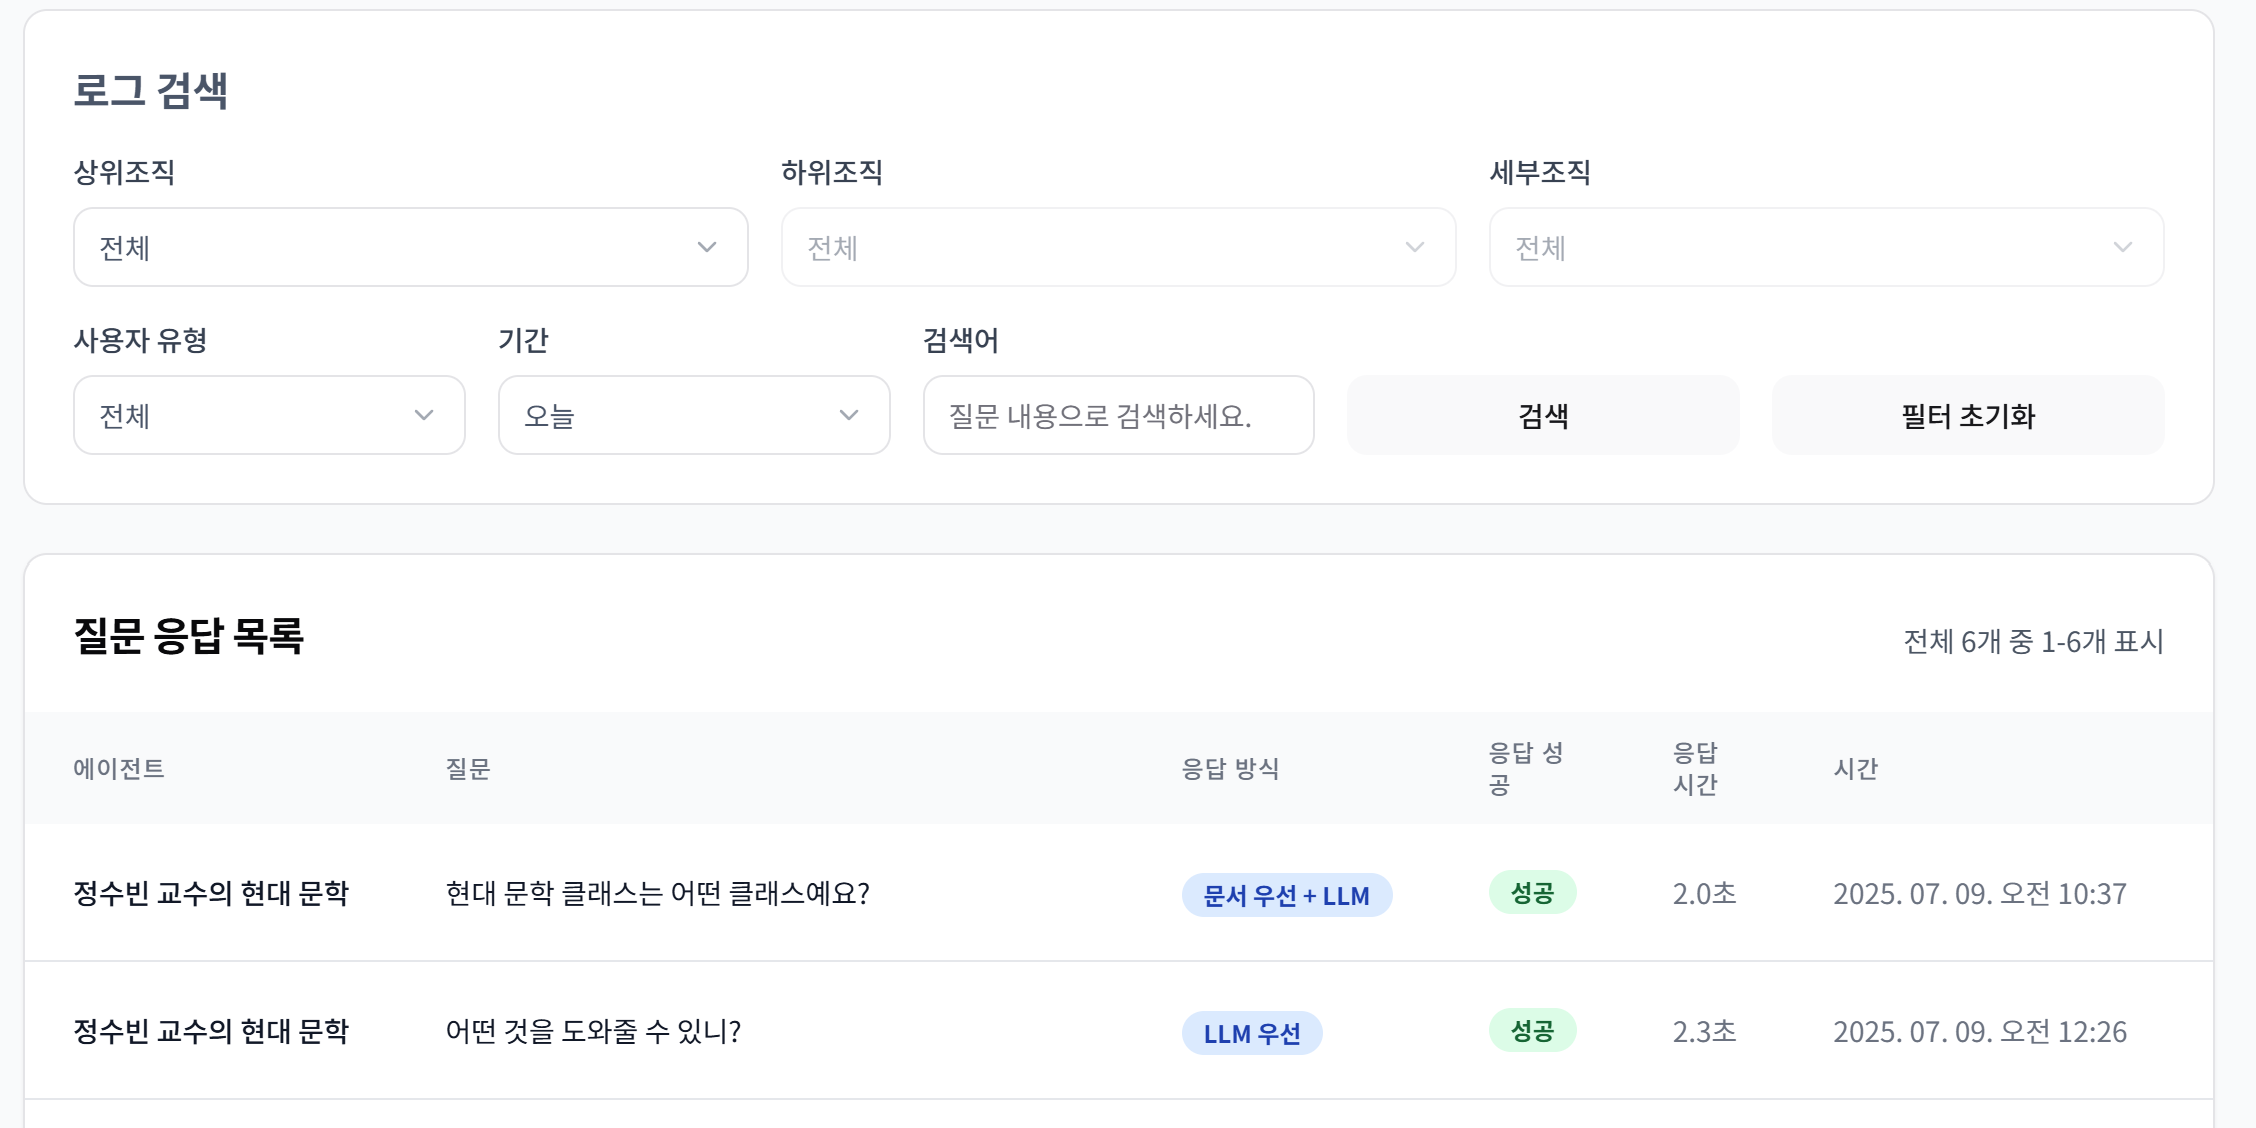 로그 검색
상위조직 하위조직 세부조직
전체 전체 전체
사용자 유형 기간 검색어
전체 오늘 질문 내용으로 검색하세요. 검색 필터 초기화
질문 응답 목록
전체 6개 중 1-6개 표시
에이전트 질문 응답 방식 응답 성 응답 시간
공 시간
정수빈 교수의 현대 문학 현대 문학 클래스는 어떤 클래스예요? 문서 우선 + LLM 성공 2.0초 2025. 07. 09. 오전 10:37
정수빈 교수의 현대 문학 어떤 것을 도와줄 수 있니? LLM 우선 성공 2.3초 2025. 07. 09. 오전 12:26